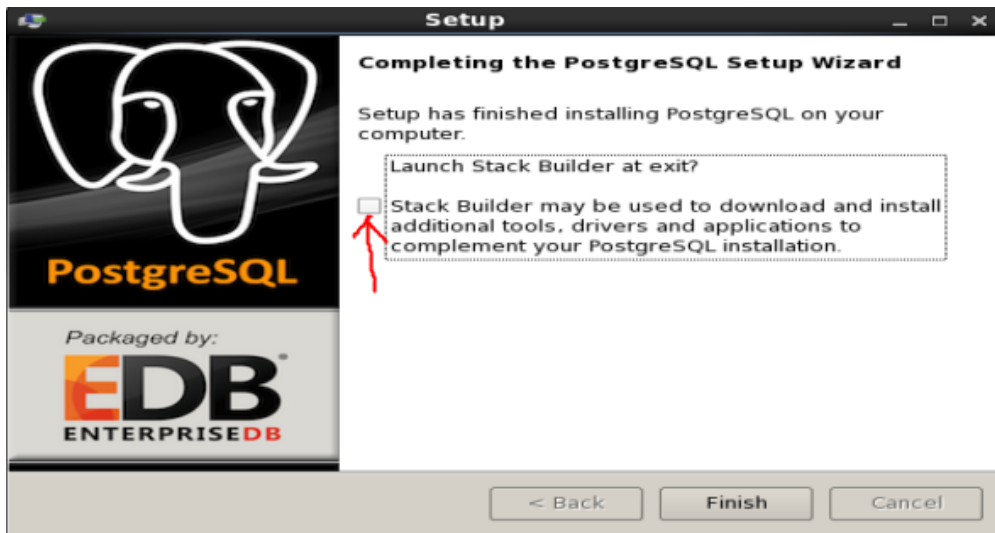 Setup
Completing the PostgreSQL Setup Wizard
Setup has finished installing PostgreSQL on your
computer.
Launch Stack Builder at exit?
Stack Builder may be used to download and install
additional tools, drivers and applications to
complement your PostgreSQL installation.
PostgreSQL
Packaged by:
EDB®
ENTERPRISEDB
< Back
Finish
Cancel